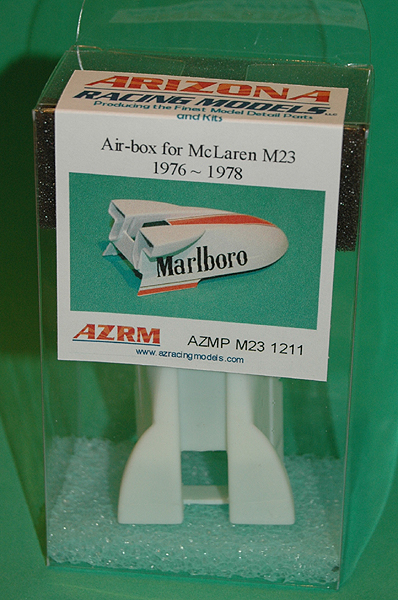 ARIZONA
RACING MODELS LLC
Producing the Finest Model Detail Parts
and Kits
Air-box for McLaren M23
1976 ~ 1978
Marlboro
AZRM
AZMP M23 1211
www.azracingmodels.com